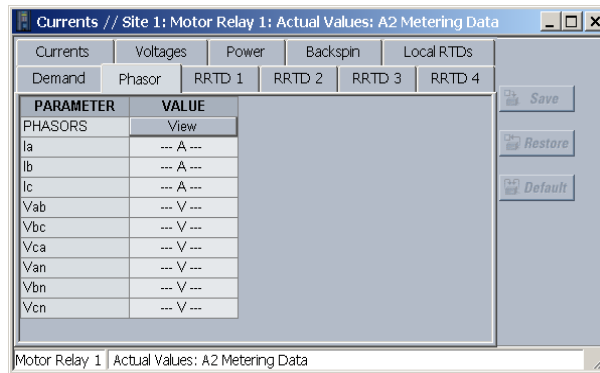 Currents // Site 1: Motor Relay 1: Actual Values: A2 Metering Data
Currents Voltages Power Backspin Local RTDs
Demand Phasor RRTD 1 RRTD 2 RRTD 3 RRTD 4
PARAMETER VALUE
PHASORS View
Ia --- A ---
Ib --- A ---
Ic --- A ---
Vab --- V ---
Vbc --- V ---
Vca --- V ---
Van --- V ---
Vbn --- V ---
Vcn --- V ---
Save
Restore
Default
Motor Relay 1 Actual Values: A2 Metering Data